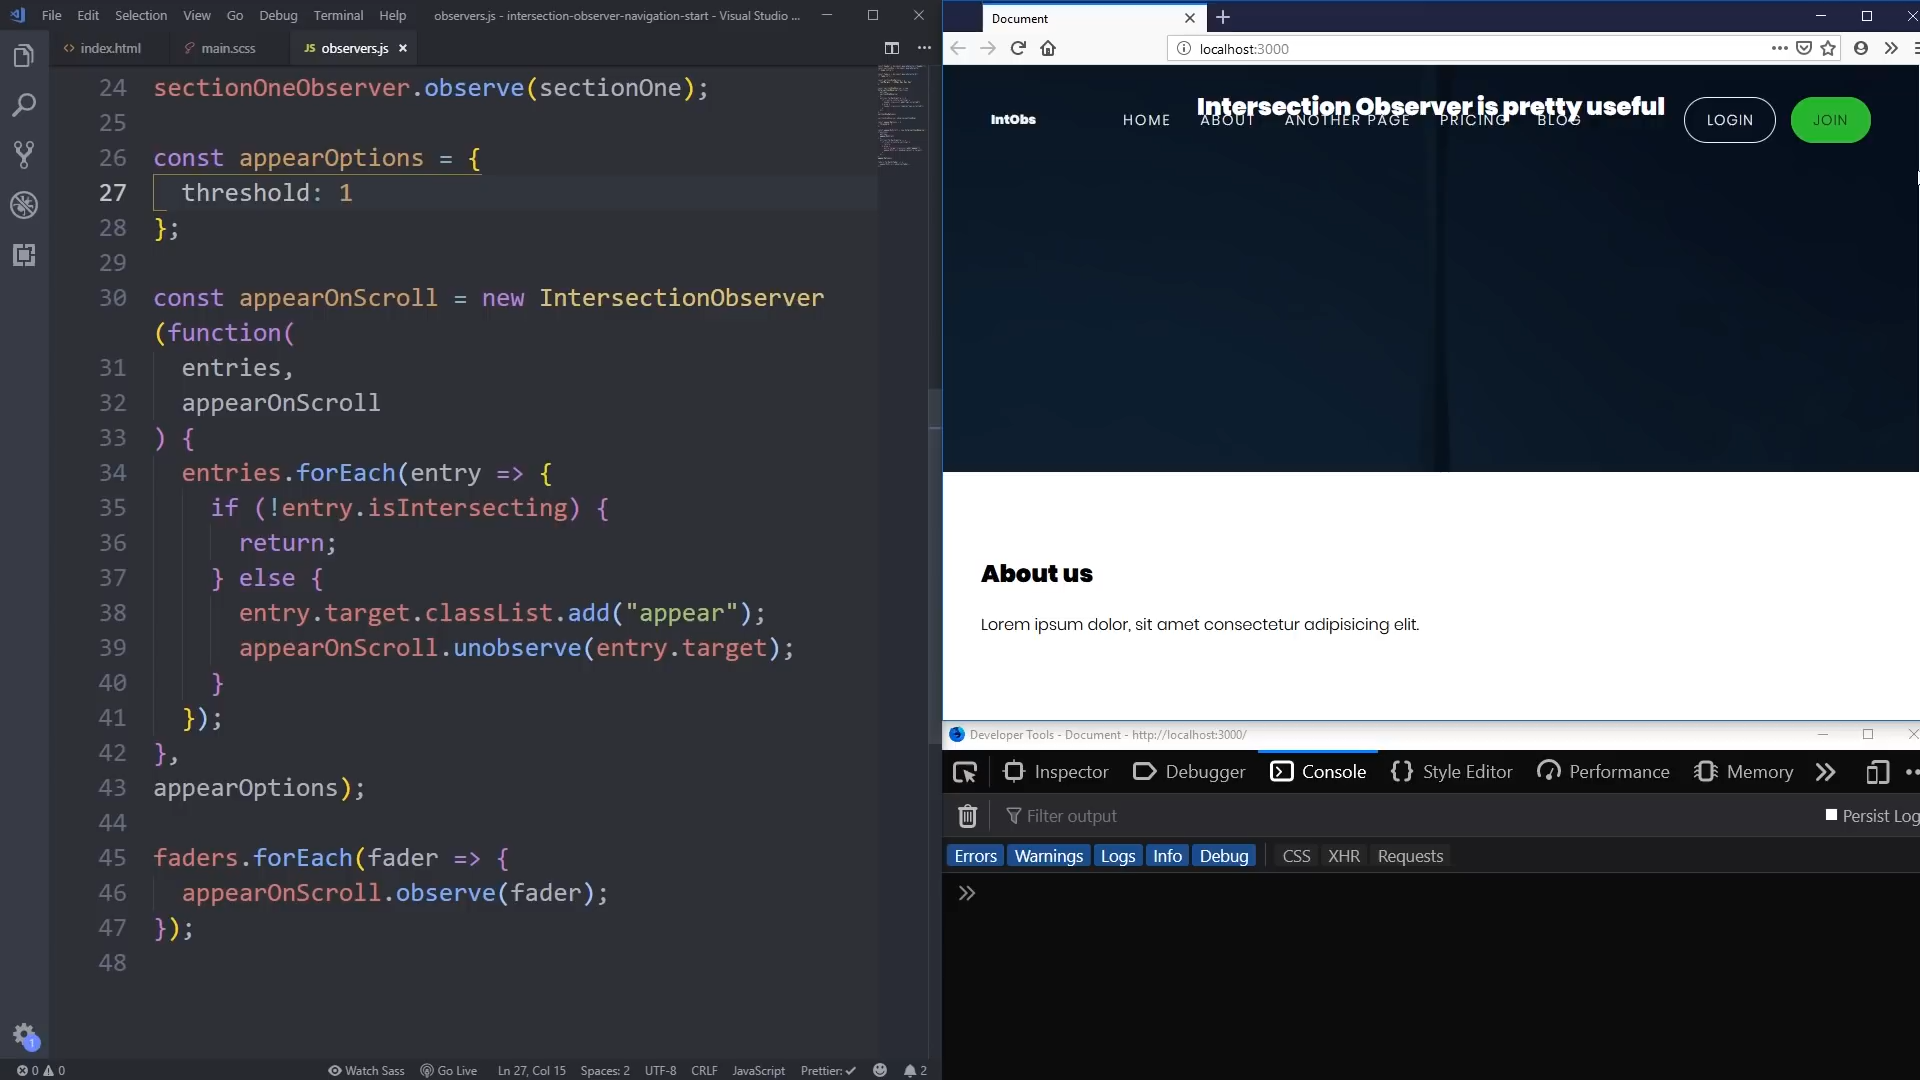 File Edit Selection View Go Debug Terminal Help observers.js - intersection-observer-navigation-start - Visual Studio ...
index.html main.scss JS observers.js
24 sectionOneObserver.observe(sectionOne);
25
26 const appearOptions = {
27 threshold: 1
28 };
29
30 const appearOnScroll = new IntersectionObserver
(function(
31 entries,
32 appearOnScroll
33 ) {
34 entries.forEach(entry => {
35 if (!entry.isIntersecting) {
36 return;
37 } else {
38 entry.target.classList.add("appear");
39 appearOnScroll.unobserve(entry.target);
40 }
41 });
42 },
43 appearOptions);
44
45 faders.forEach(fader => {
46 appearOnScroll.observe(fader);
47 });
48
1
0 0 Watch Sass Go Live Ln 27, Col 15 Spaces: 2 UTF-8 CRLF JavaScript Prettier: 2
Document
localhost:3000
Intersection Observer is pretty useful
IntObs HOME ABOUT ANOTHER PAGE PRICING BLOG LOGIN JOIN
About us
Lorem ipsum dolor, sit amet consectetur adipisicing elit.
Developer Tools - Document - http://localhost:3000/
Inspector Debugger Console Style Editor Performance Memory
Filter output Persist Log
Errors Warnings Logs Info Debug CSS XHR Requests